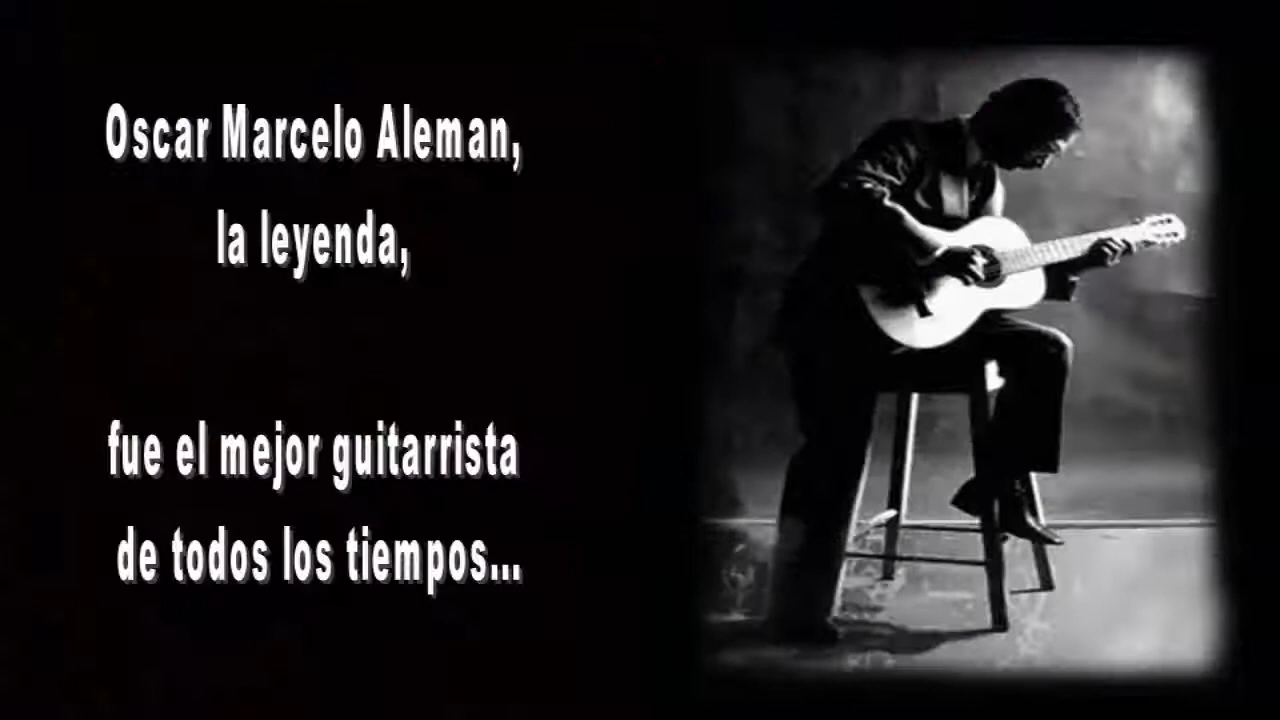 Oscar Marcelo Aleman,
la leyenda,
fue el mejor guitarrista
de todos los tiempos...